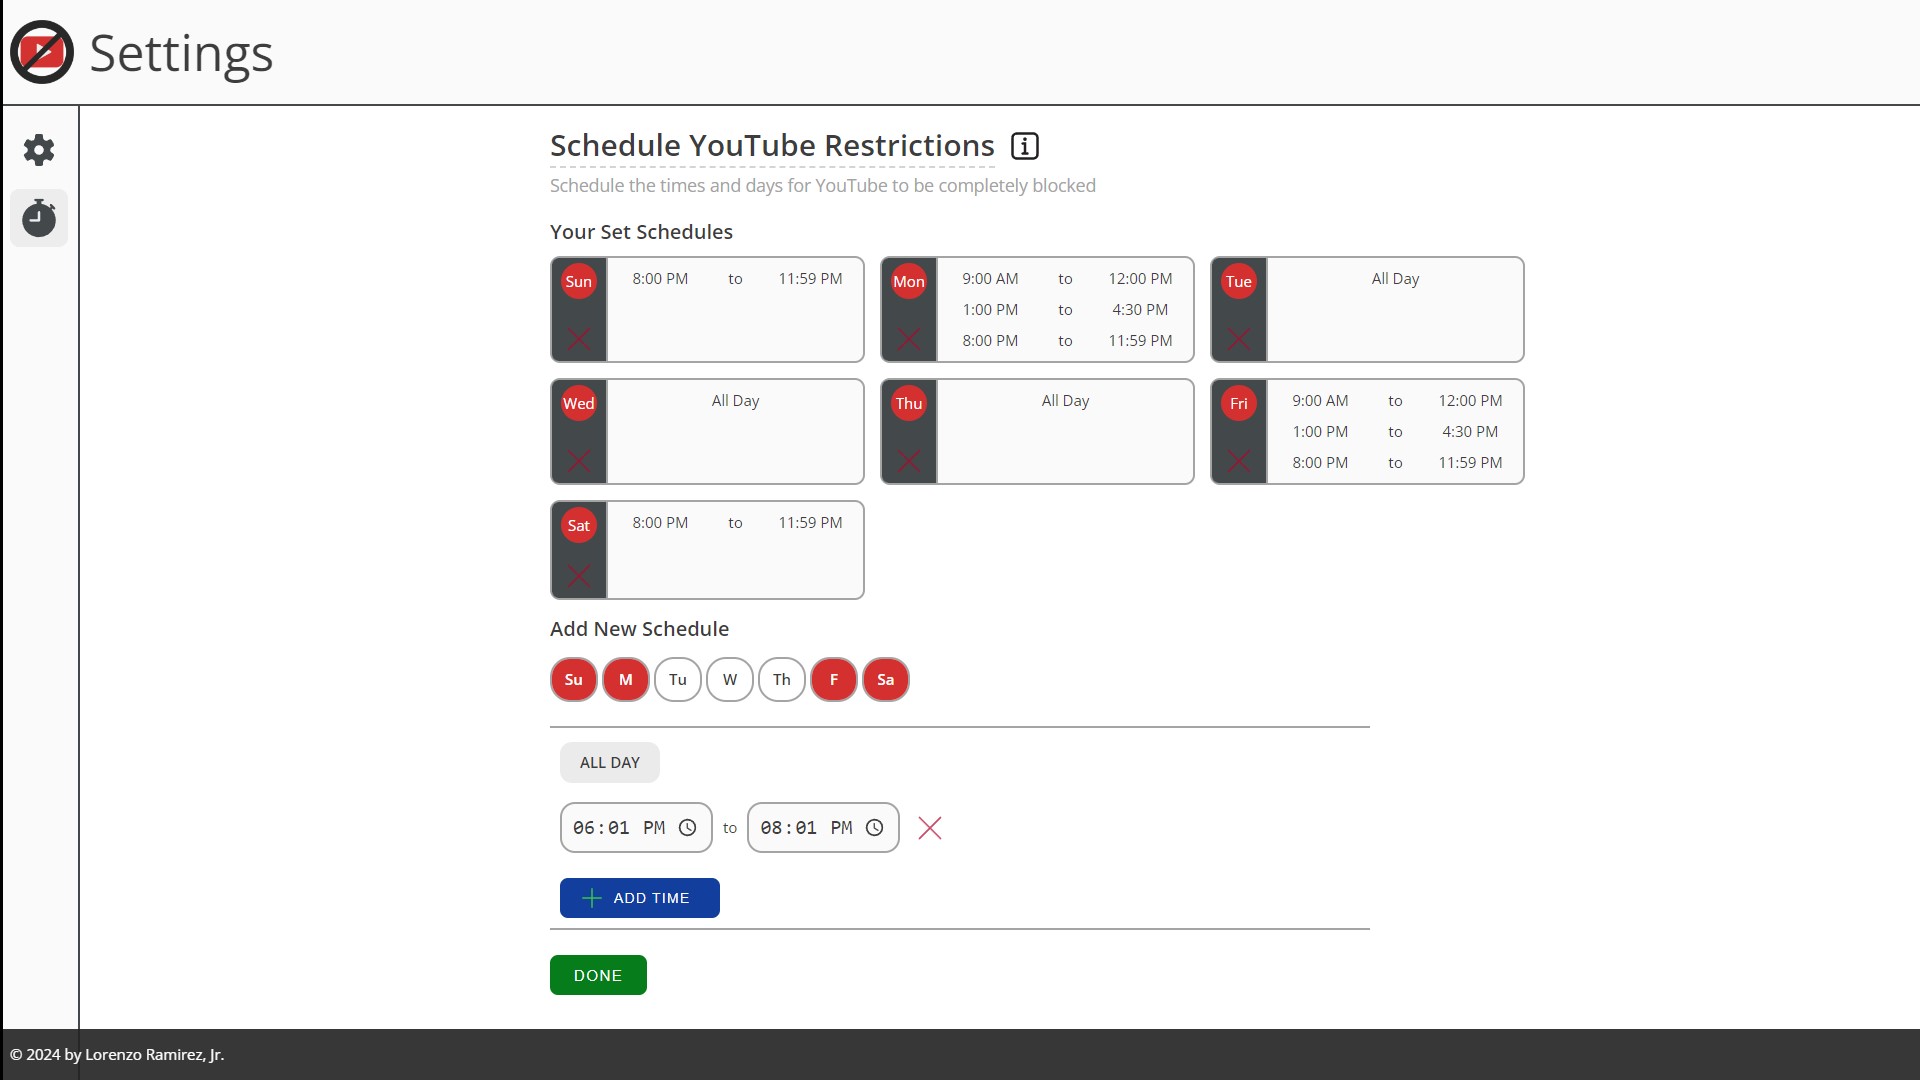 Settings
Schedule YouTube Restrictions
Schedule the times and days for YouTube to be completely blocked
Your Set Schedules
Sun 8:00 PM to 11:59 PM
Mon 9:00 AM to 12:00 PM
1:00 PM to 4:30 PM
8:00 PM to 11:59 PM
Tue All Day
Wed All Day
Thu All Day
Fri 9:00 AM to 12:00 PM
1:00 PM to 4:30 PM
8:00 PM to 11:59 PM
Sat 8:00 PM to 11:59 PM
Add New Schedule
Su M Tu W Th F Sa
ALL DAY
06:01 PM to 08:01 PM
ADD TIME
DONE
© 2024 by Lorenzo Ramirez, Jr.